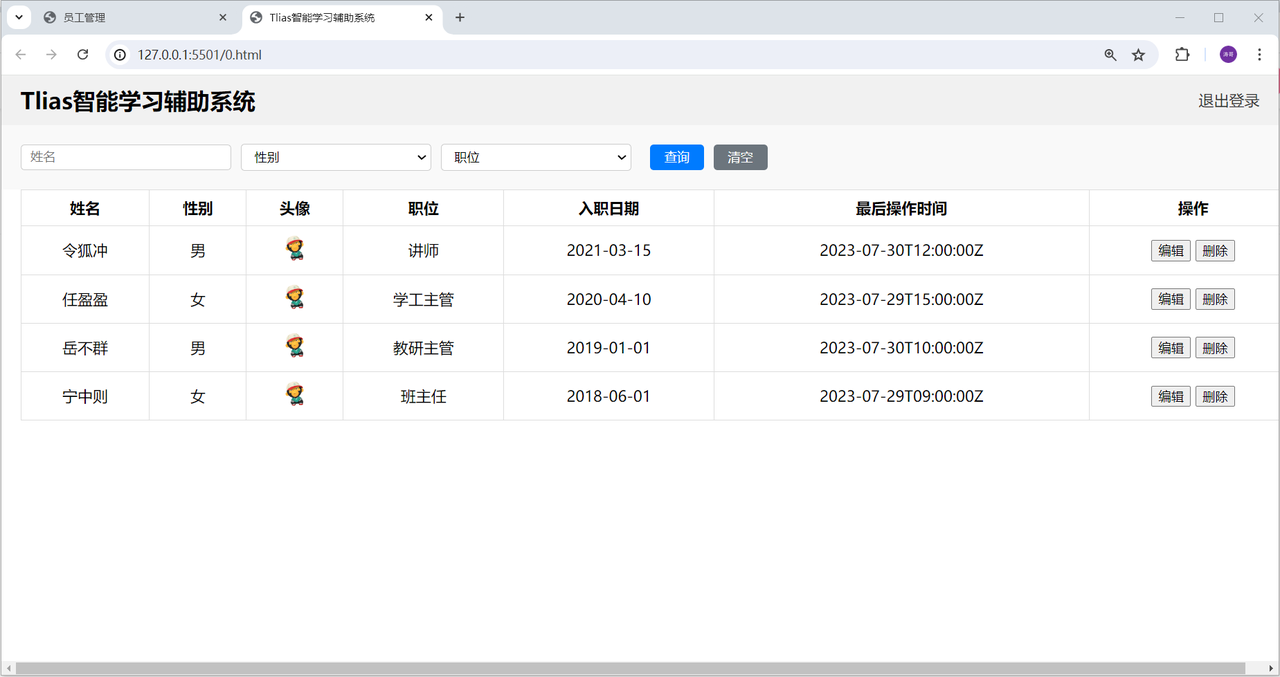 员工管理
Tlias智能学习辅助系统
127.0.0.1:5501/0.html
Tlias智能学习辅助系统 退出登录
姓名 性别 职位 查询 清空
姓名 性别 头像 职位 入职日期 最后操作时间 操作
令狐冲 男 讲师 2021-03-15 2023-07-30T12:00:00Z 编辑 删除
任盈盈 女 学工主管 2020-04-10 2023-07-29T15:00:00Z 编辑 删除
岳不群 男 教研主管 2019-01-01 2023-07-30T10:00:00Z 编辑 删除
宁中则 女 班主任 2018-06-01 2023-07-29T09:00:00Z 编辑 删除